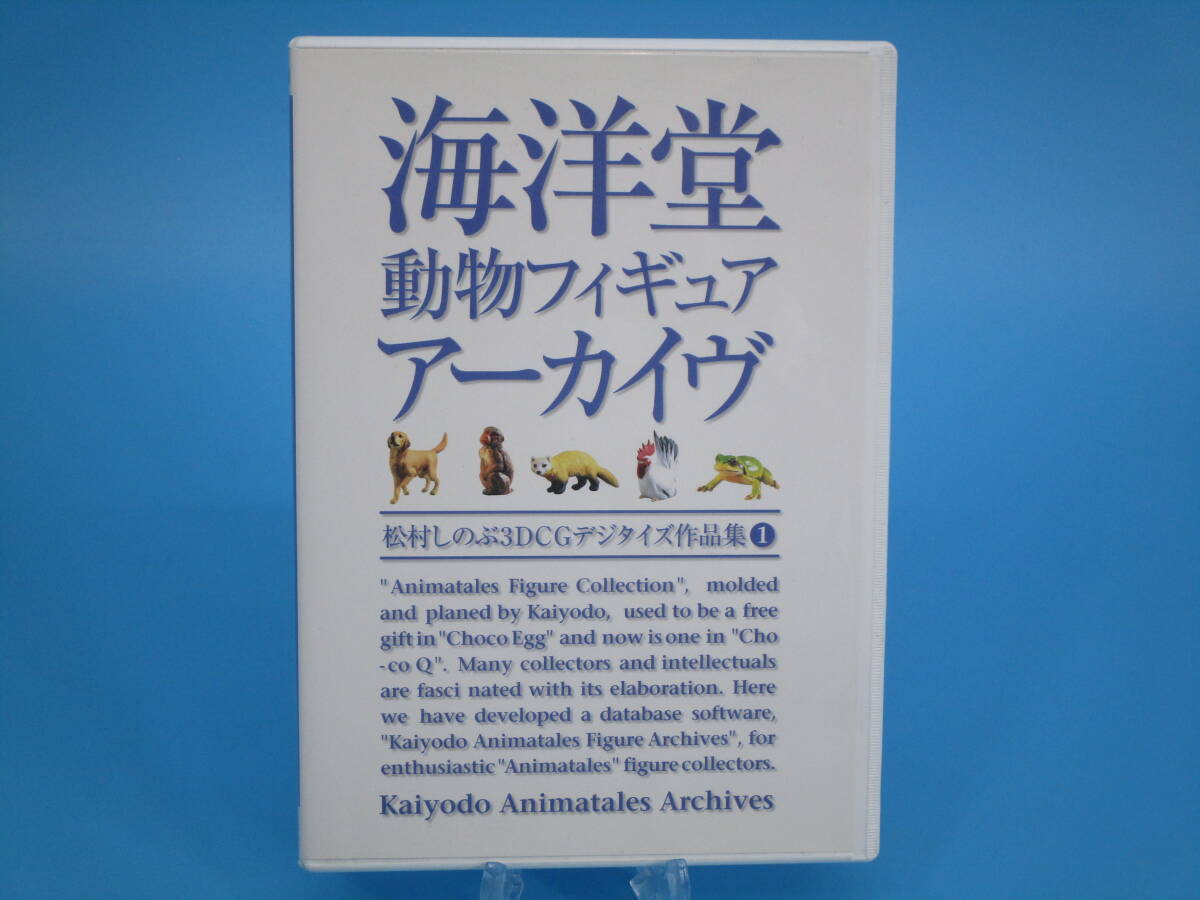 海洋堂
動物フィギュア
アーカイヴ
松村しのぶ3DCGデジタイズ作品集❶
"Animatales Figure Collection", molded
and planed by Kaiyodo, used to be a free
gift in "Choco Egg" and now is one in "Cho
-co Q". Many collectors and intellectuals
are fasci nated with its elaboration. Here
we have developed a database software,
"Kaiyodo Animatales Figure Archives", for
enthusiastic "Animatales" figure collectors.
Kaiyodo Animatales Archives